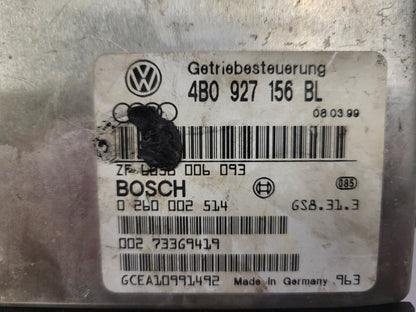 Getriebesteuerung
4B0 927 156 BL
08.03.99
ZF 006 093
BOSCH
0 260 002 514 GS8.31.3
085
002 73369419
GCEA10991492 Made in Germany 963